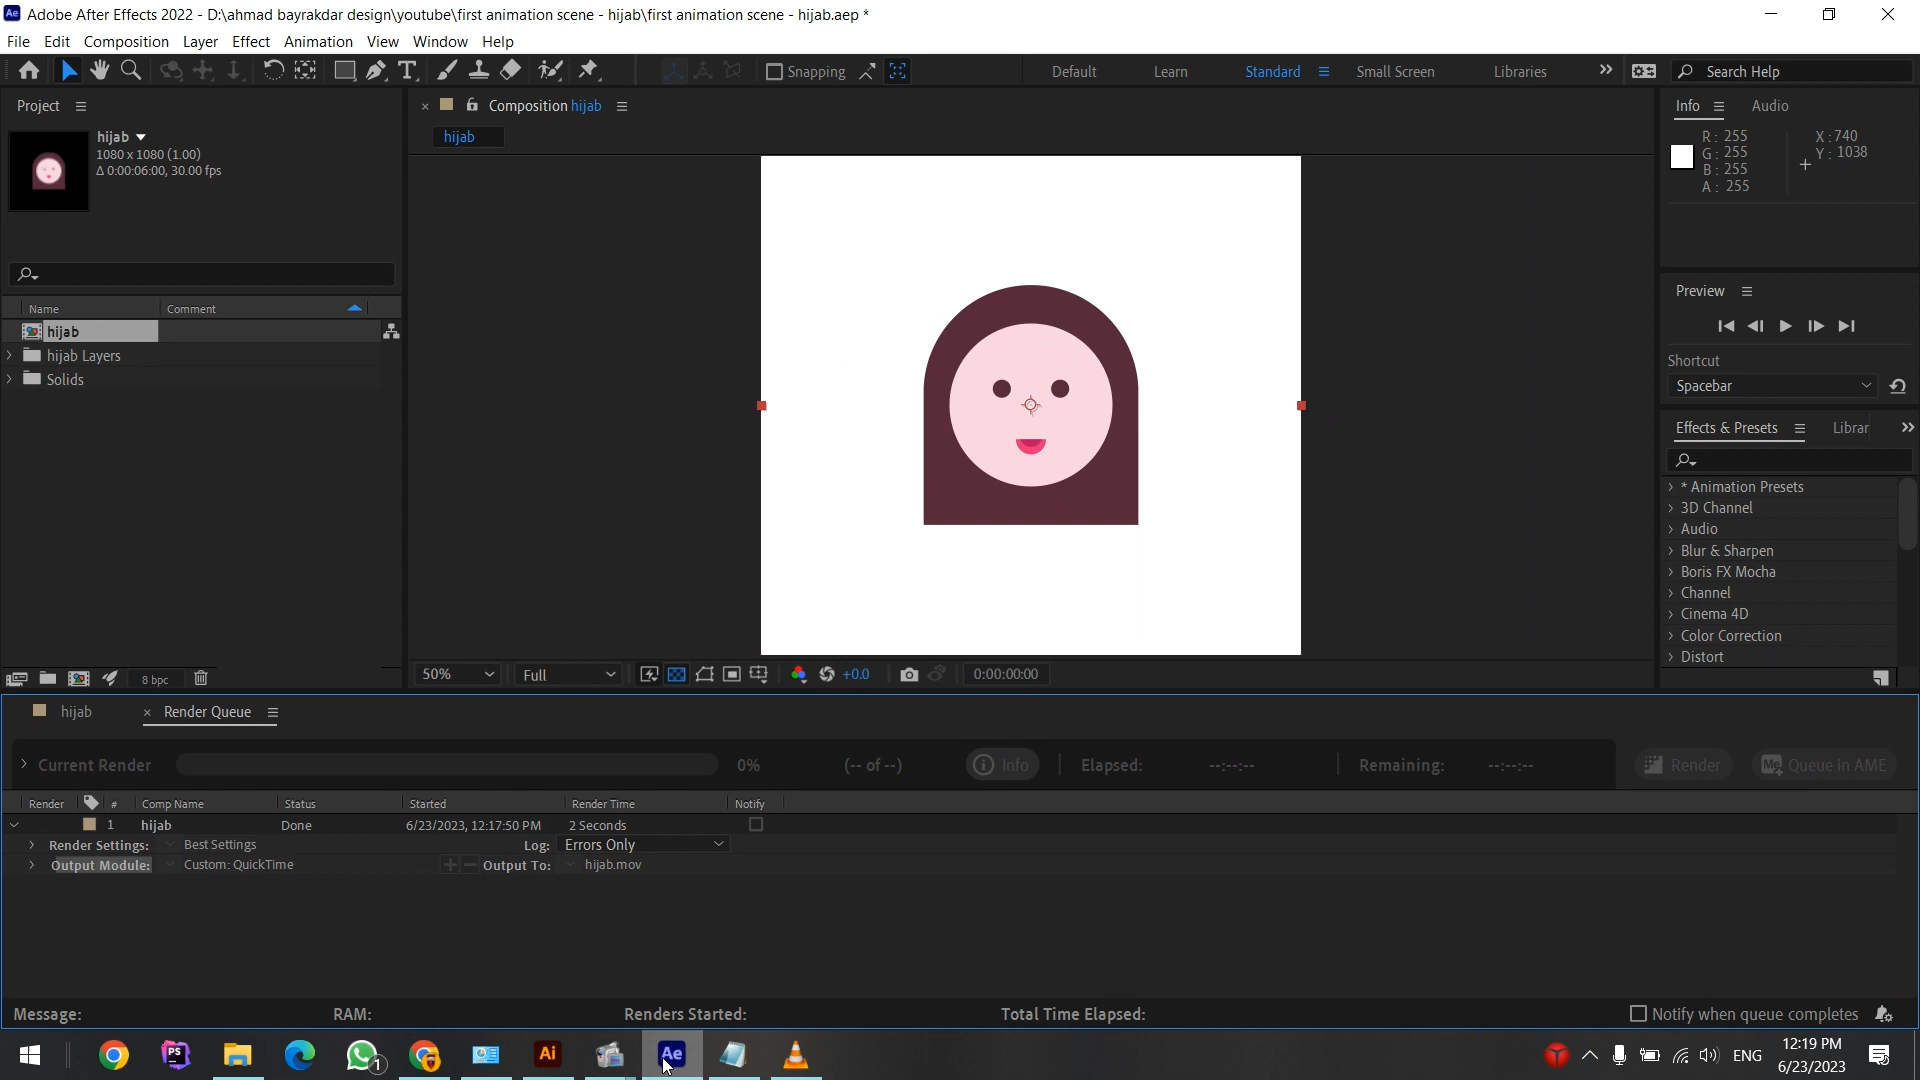 Ae Adobe After Effects 2022 - D:\ahmad bayrakdar design\youtube\first animation scene - hijab\first animation scene - hijab.aep *
File Edit Composition Layer Effect Animation View Window Help
Snapping Default Learn Standard Small Screen Libraries Search Help
Project
Composition hijab
Info Audio
hijab
1080 x 1080 (1.00)
Δ 0:00:06:00, 30.00 fps
hijab
R: 255
G: 255
B: 255
A: 255
X: 740
Y: 1038
Name Comment
hijab
hijab Layers
Solids
Preview
Shortcut
Spacebar
Effects & Presets Librar
* Animation Presets
3D Channel
Audio
Blur & Sharpen
Boris FX Mocha
Channel
Cinema 4D
Color Correction
Distort
8 bpc
50% Full +0.0 0:00:00:00
hijab Render Queue
Current Render 0% (-- of --) Info Elapsed: --:--:-- Remaining: --:--:-- Render Me Queue in AME
Render # Comp Name Status Started Render Time Notify
1 hijab Done 6/23/2023, 12:17:50 PM 2 Seconds
Render Settings: Best Settings Log: Errors Only
Output Module: Custom: QuickTime Output To: hijab.mov
Message: RAM: Renders Started: Total Time Elapsed: Notify when queue completes
PS 1 Ai Ae ENG 12:19 PM
6/23/2023